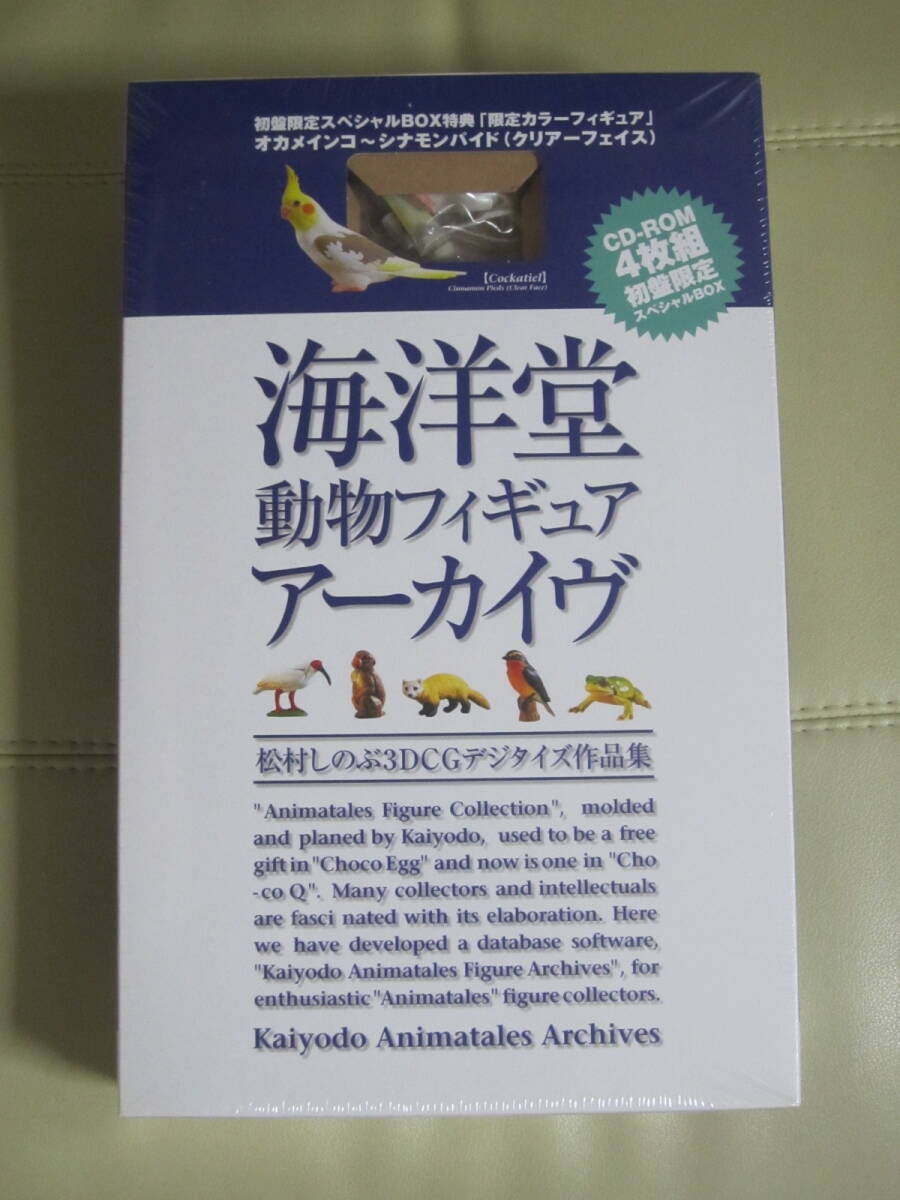 初盤限定スペシャルBOX特典「限定カラーフィギュア」
オカメインコ～シナモンパイド(クリアーフェイス)
【Cockatiel】
Cinnamon Pieds (Clear Face)
CD-ROM
4枚組
初盤限定
スペシャルBOX
海洋堂
動物フィギュア
アーカイヴ
松村しのぶ3DCGデジタイズ作品集
"Animatales Figure Collection", molded
and planed by Kaiyodo, used to be a free
gift in "Choco Egg" and now is one in "Cho
-co Q". Many collectors and intellectuals
are fasci nated with its elaboration. Here
we have developed a database software,
"Kaiyodo Animatales Figure Archives", for
enthusiastic "Animatales" figure collectors.
Kaiyodo Animatales Archives